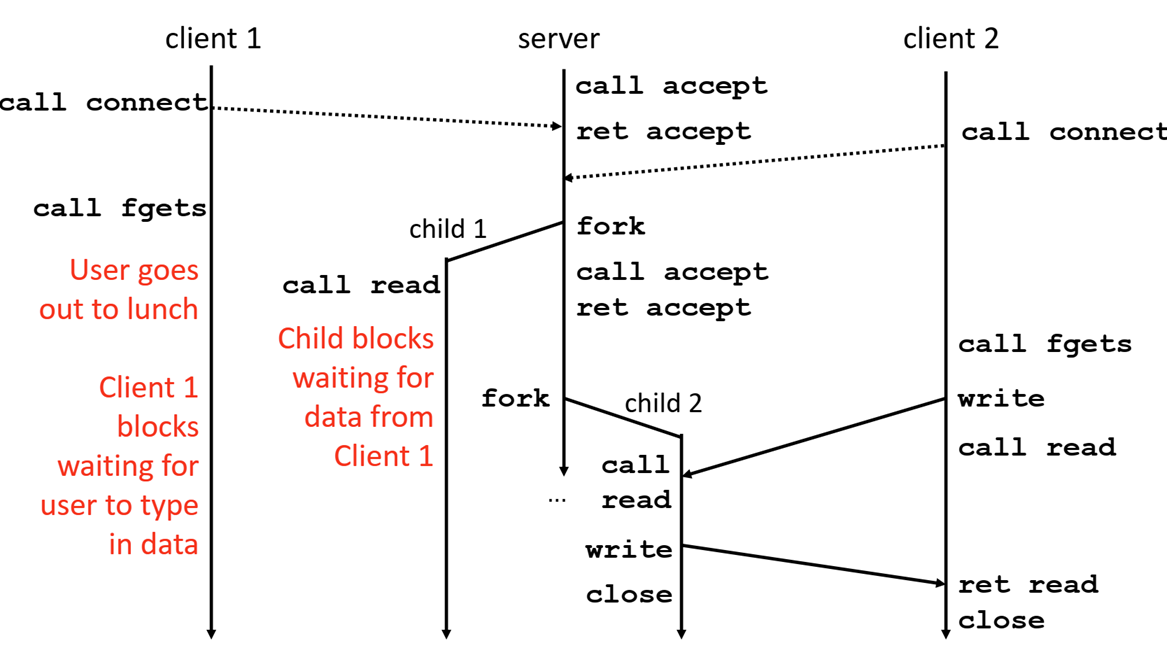 client 1
server
client 2
call connect
call accept
ret accept
call connect
call fgets
child 1
fork
User goes
out to lunch
call read
call accept
ret accept
Child blocks
waiting for
data from
Client 1
call fgets
Client 1
blocks
waiting for
user to type
in data
fork
child 2
write
call read
call
read
...
write
close
ret read
close